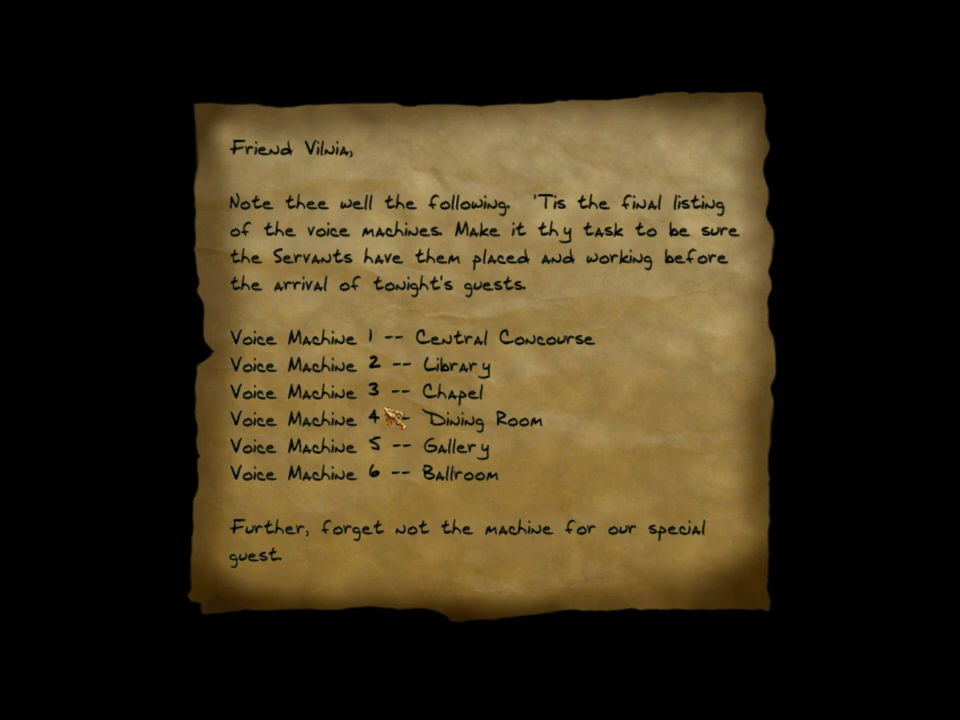 Friend Vilnia,
Note thee well the following. 'Tis the final listing
of the voice machines. Make it thy task to be sure
the Servants have them placed and working before
the arrival of tonight's guests.
Voice Machine 1 -- Central Concourse
Voice Machine 2 -- Library
Voice Machine 3 -- Chapel
Voice Machine 4 -- Dining Room
Voice Machine 5 -- Gallery
Voice Machine 6 -- Ballroom
Further, forget not the machine for our special
guest.